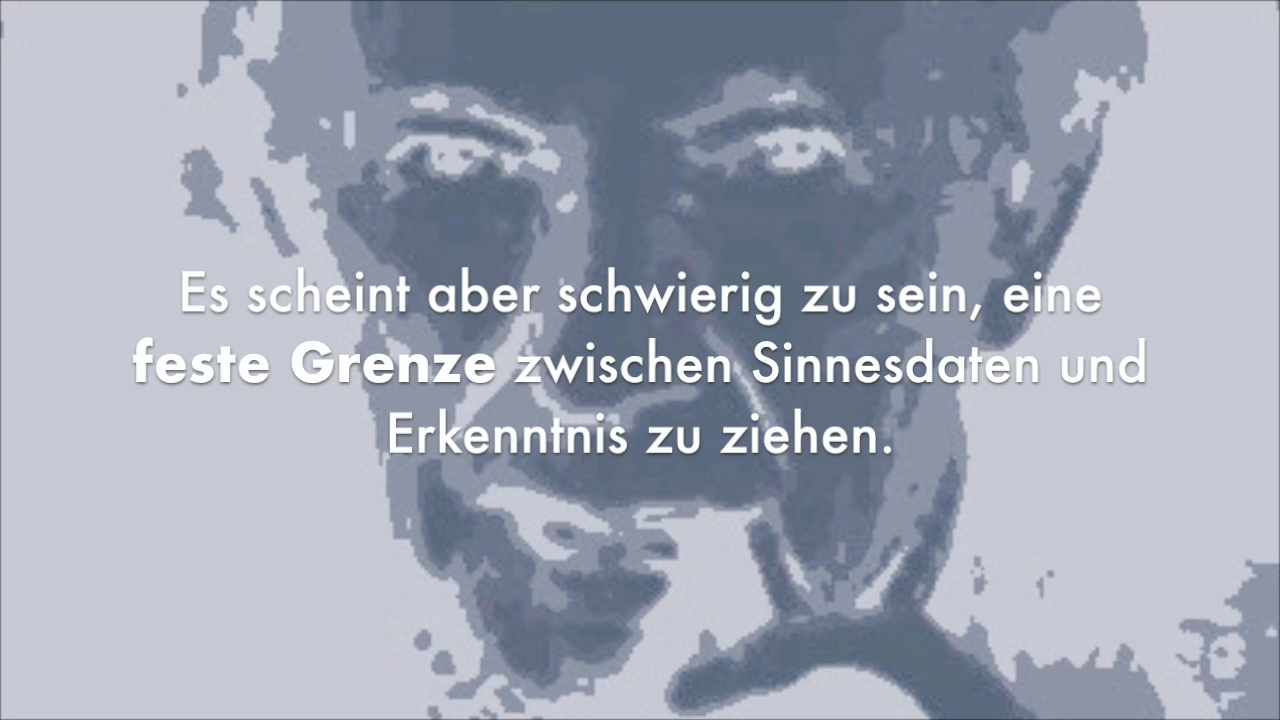 Es scheint aber schwierig zu sein, eine
feste Grenze zwischen Sinnesdaten und
Erkenntnis zu ziehen.